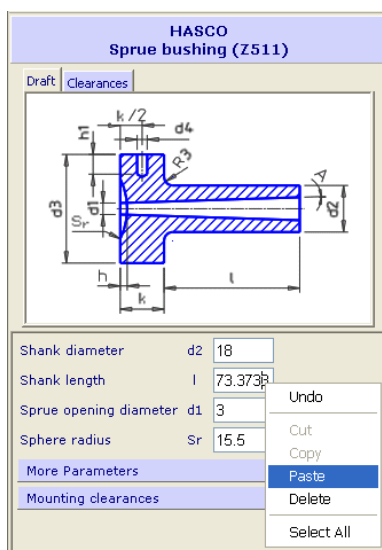 HASCO
Sprue bushing (Z511)
Draft
Clearances
k/2
h1
d4
R3
A
d3
d1
d2
Sr
h
l
k
Shank diameter d2 18
Shank length l 73.3733
Sprue opening diameter d1 3
Sphere radius Sr 15.5
More Parameters
Mounting clearances
Undo
Cut
Copy
Paste
Delete
Select All